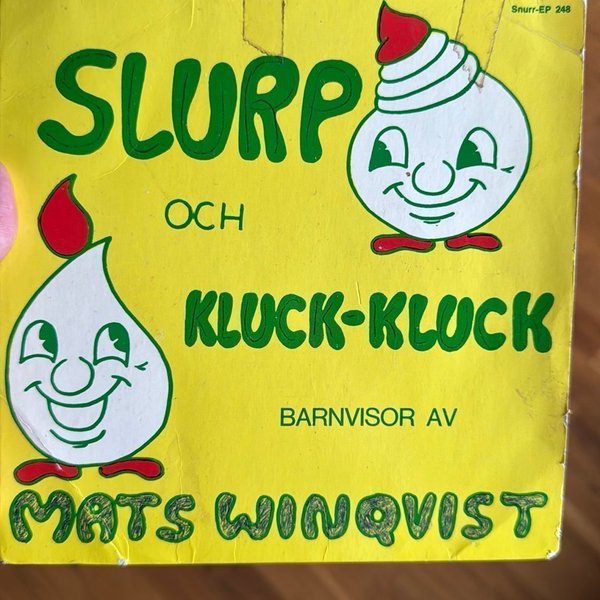 Snurr-EP 248
SLURP
OCH
KLUCK-KLUCK
BARNVISOR AV
MATS WINQVIST